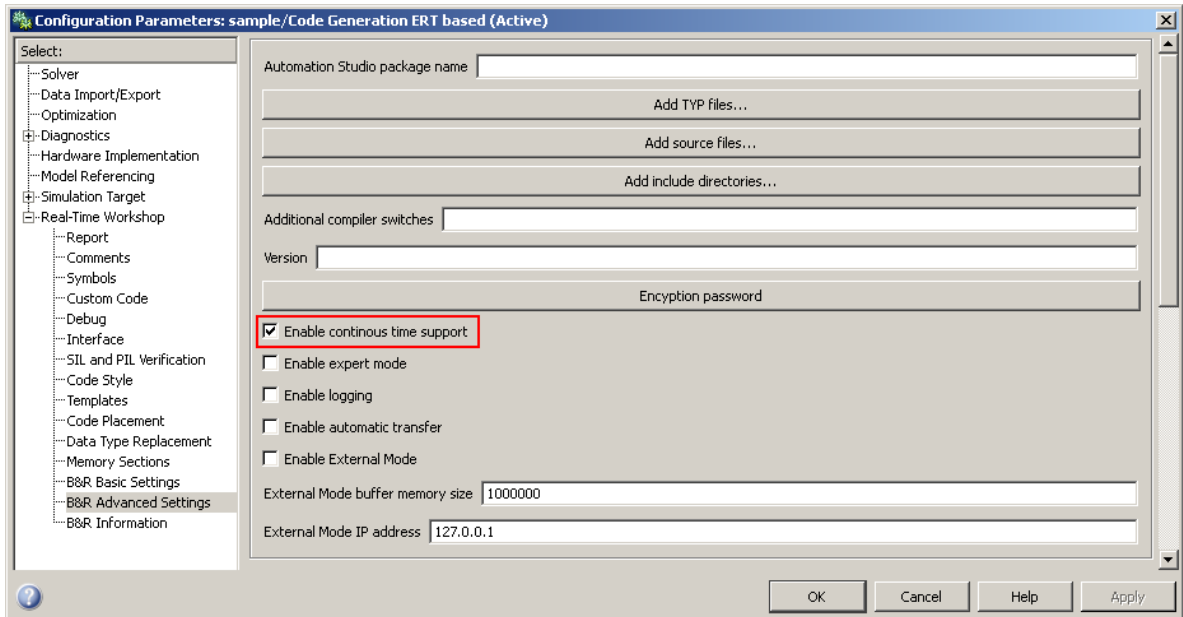 Configuration Parameters: sample/Code Generation ERT based (Active)
Select:
Solver
Data Import/Export
Optimization
Diagnostics
Hardware Implementation
Model Referencing
Simulation Target
Real-Time Workshop
Report
Comments
Symbols
Custom Code
Debug
Interface
SIL and PIL Verification
Code Style
Templates
Code Placement
Data Type Replacement
Memory Sections
B&R Basic Settings
B&R Advanced Settings
B&R Information
Automation Studio package name
Add TYP files...
Add source files...
Add include directories...
Additional compiler switches
Version
Encyption password
Enable continous time support
Enable expert mode
Enable logging
Enable automatic transfer
Enable External Mode
External Mode buffer memory size 1000000
External Mode IP address 127.0.0.1
OK Cancel Help Apply